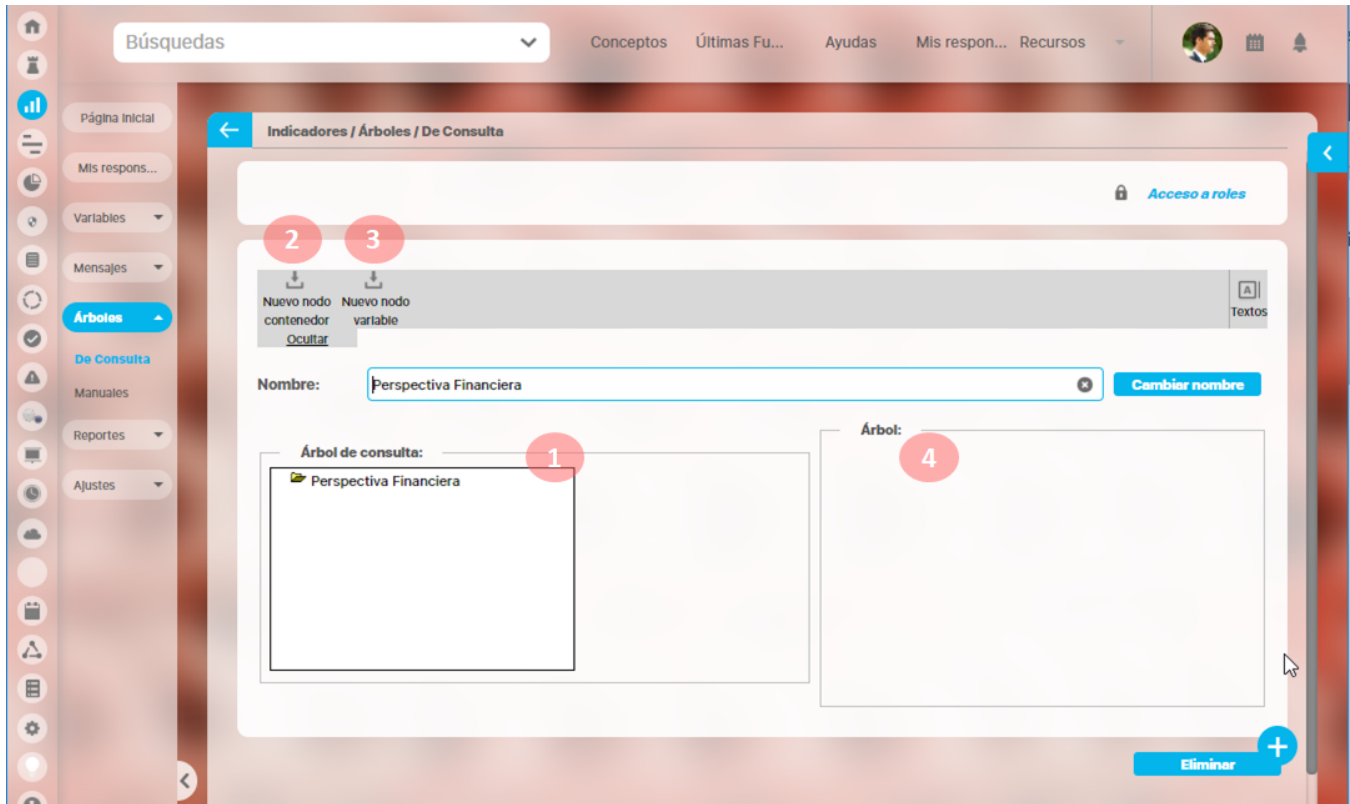 Búsquedas
Conceptos
Últimas Fu...
Ayudas
Mis respon...
Recursos
Página Inicial
Mis respons...
Variables
Mensajes
Árboles
De Consulta
Manuales
Reportes
Ajustes
Indicadores / Árboles / De Consulta
Acceso a roles
2
3
Nuevo nodo
contenedor
Nuevo nodo
variable
Ocultar
A
Textos
Nombre:
Perspectiva Financiera
Cambiar nombre
Árbol de consulta:
1
Perspectiva Financiera
Árbol:
4
Eliminar